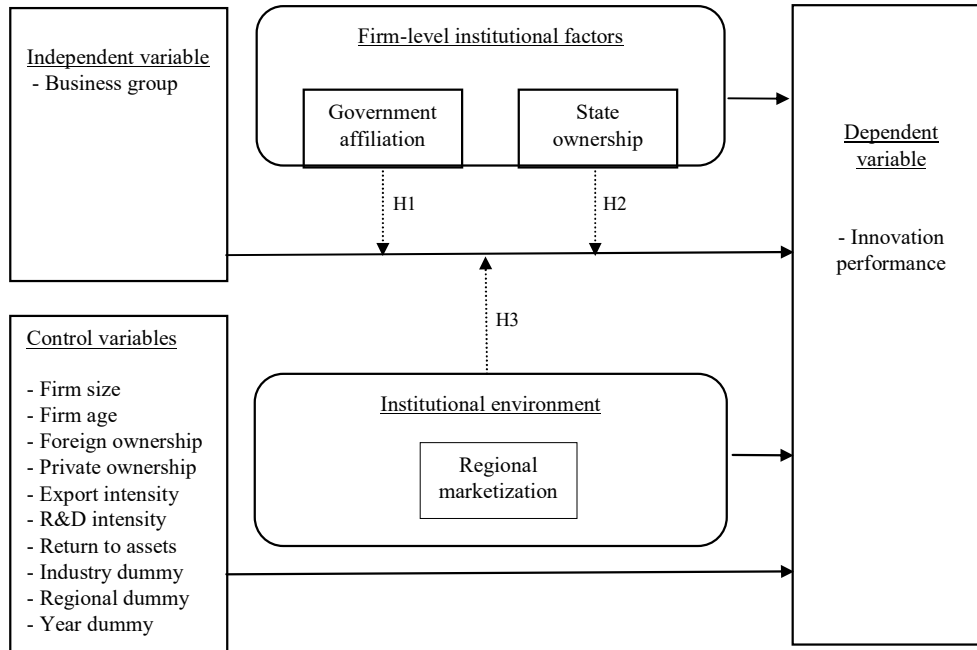 Independent variable
- Business group
Firm-level institutional factors
Government
affiliation
State
ownership
H1
H2
Dependent
variable
- Innovation
performance
H3
Control variables
- Firm size
- Firm age
- Foreign ownership
- Private ownership
- Export intensity
- R&D intensity
- Return to assets
- Industry dummy
- Regional dummy
- Year dummy
Institutional environment
Regional
marketization